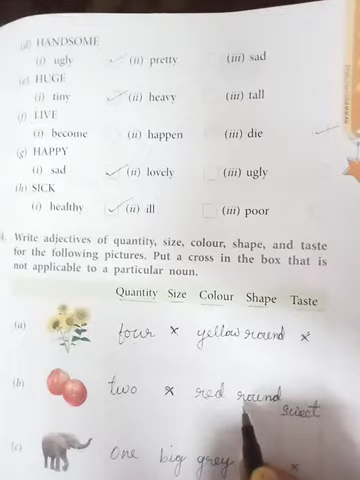 (d) HANDSOME
(i) ugly (ii) pretty (iii) sad
(e) HUGE
(i) tiny (ii) heavy (iii) tall
(f) LIVE
(i) become (ii) happen (iii) die
(g) HAPPY
(i) sad (ii) lovely (iii) ugly
(h) SICK
(i) healthy (ii) ill (iii) poor
Write adjectives of quantity, size, colour, shape, and taste
for the following pictures. Put a cross in the box that is
not applicable to a particular noun.
Quantity Size Colour Shape Taste
(a) four × yellow round ×
(b) two × red round sweet
(c) one big grey ×